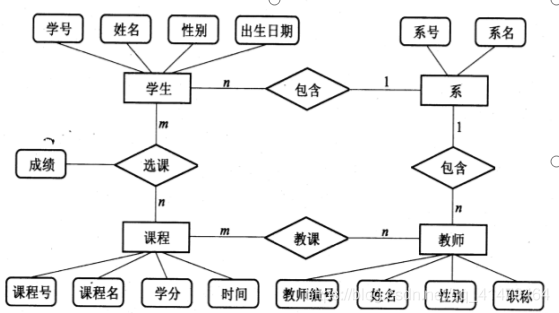 学号 姓名 性别 出生日期 系号 系名
学生 n 包含 1 系
m 1
成绩 选课 包含
n n
课程 m 教课 n 教师
课程号 课程名 学分 时间 教师编号 姓名 性别 职称